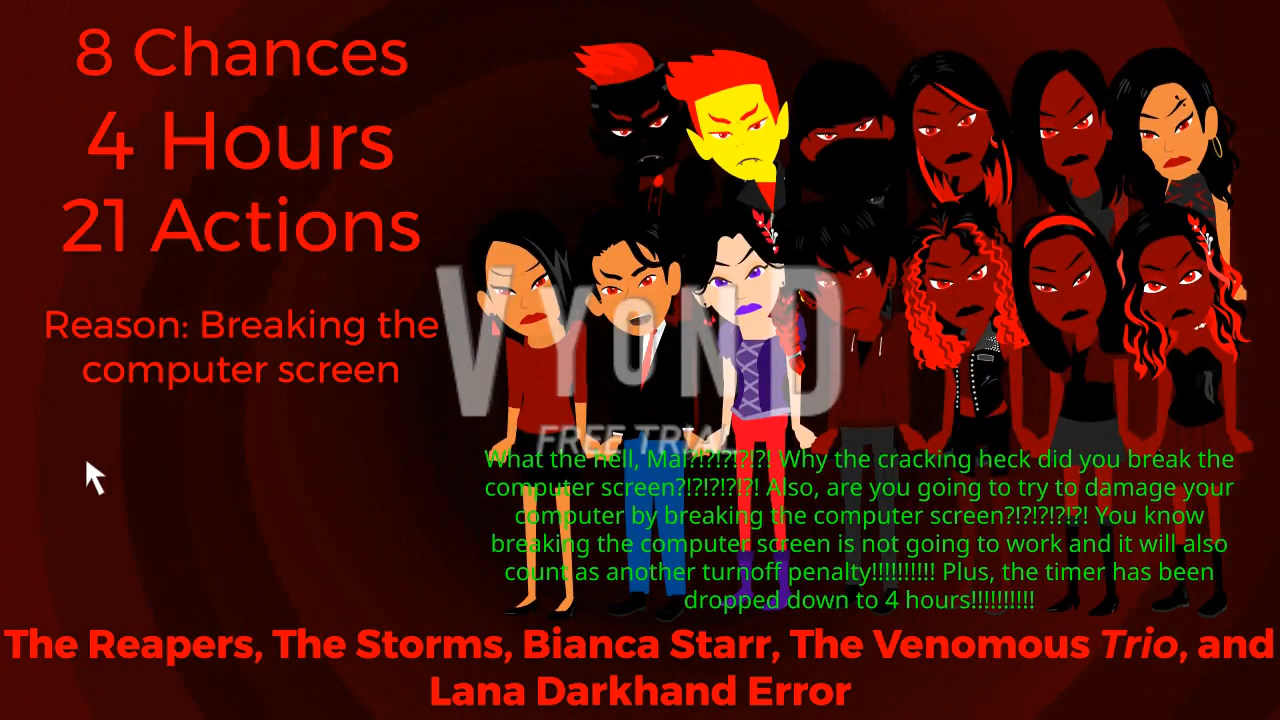 8 Chances
4 Hours
21 Actions
Reason: Breaking the
computer screen
VYOND
FREE TRIAL
What the hell, Mal?!?!?!?!?! Why the cracking heck did you break the
computer screen?!?!?!?!?! Also, are you going to try to damage your
computer by breaking the computer screen?!?!?!?!?! You know
breaking the computer screen is not going to work and it will also
count as another turnoff penalty!!!!!!!!!! Plus, the timer has been
dropped down to 4 hours!!!!!!!!!!
The Reapers, The Storms, Bianca Starr, The Venomous Trio, and
Lana Darkhand Error